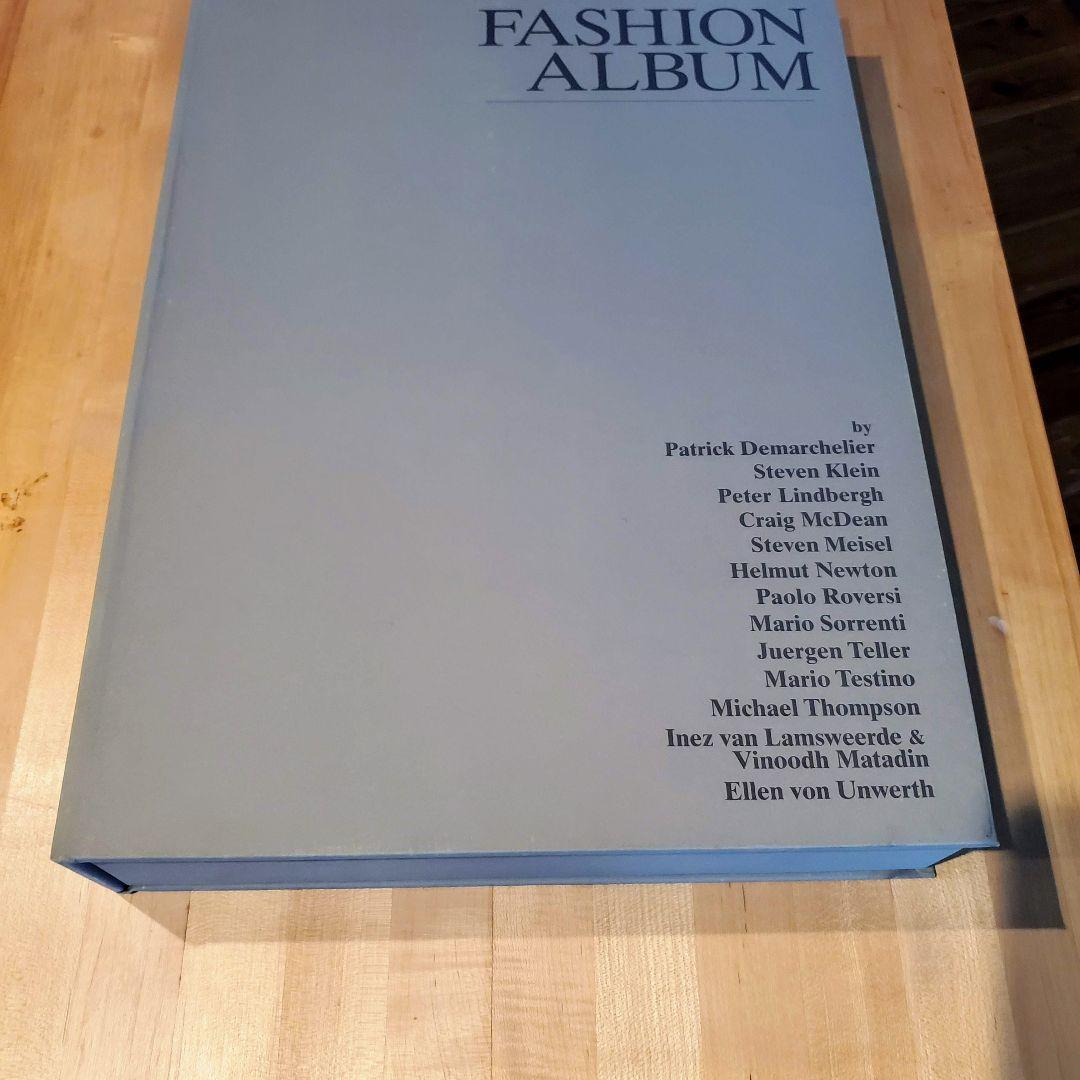 FASHION
ALBUM
by
Patrick Demarchelier
Steven Klein
Peter Lindbergh
Craig McDean
Steven Meisel
Helmut Newton
Paolo Roversi
Mario Sorrenti
Juergen Teller
Mario Testino
Michael Thompson
Inez van Lamsweerde &
Vinoodh Matadin
Ellen von Unwerth